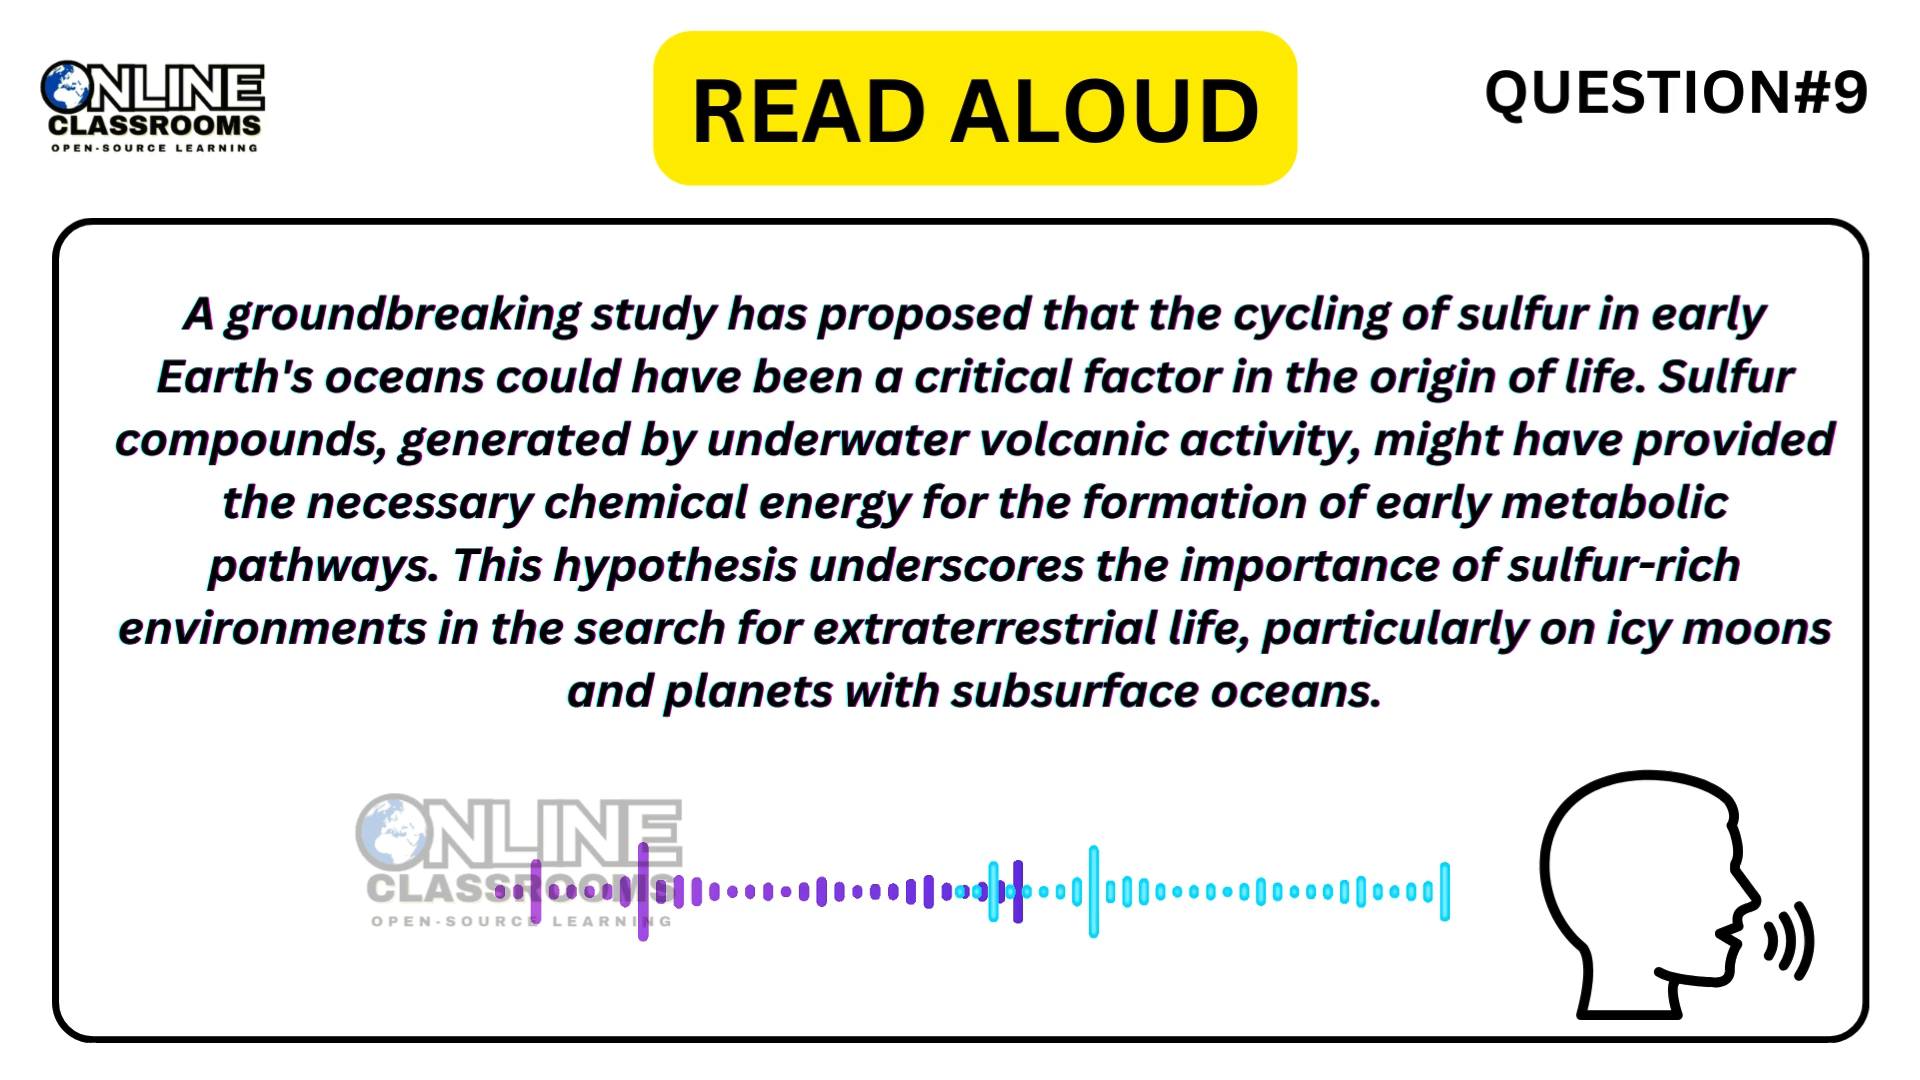 ONLINE
CLASSROOMS
OPEN-SOURCE LEARNING
READ ALOUD
QUESTION#9
A groundbreaking study has proposed that the cycling of sulfur in early
Earth's oceans could have been a critical factor in the origin of life. Sulfur
compounds, generated by underwater volcanic activity, might have provided
the necessary chemical energy for the formation of early metabolic
pathways. This hypothesis underscores the importance of sulfur-rich
environments in the search for extraterrestrial life, particularly on icy moons
and planets with subsurface oceans.
ONLINE
CLASSROOMS
OPEN-SOURCE LEARNING